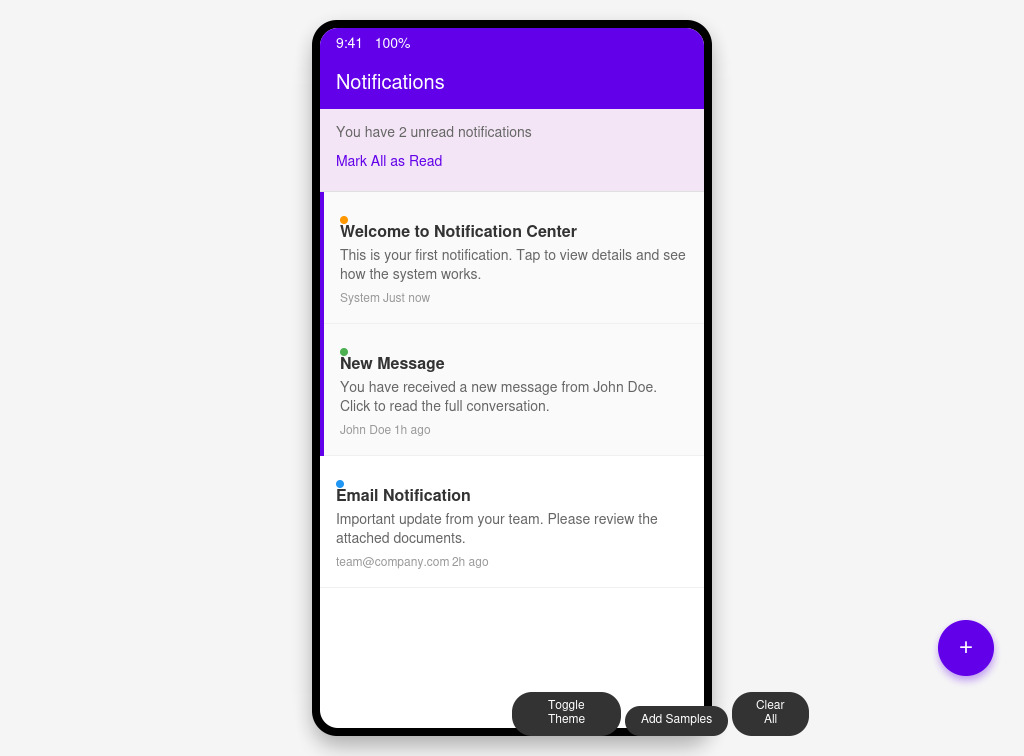 9:41 100%
Notifications
You have 2 unread notifications
Mark All as Read
Welcome to Notification Center
This is your first notification. Tap to view details and see
how the system works.
System Just now
New Message
You have received a new message from John Doe.
Click to read the full conversation.
John Doe 1h ago
Email Notification
Important update from your team. Please review the
attached documents.
team@company.com 2h ago
+
Toggle
Theme
Add Samples
Clear
All